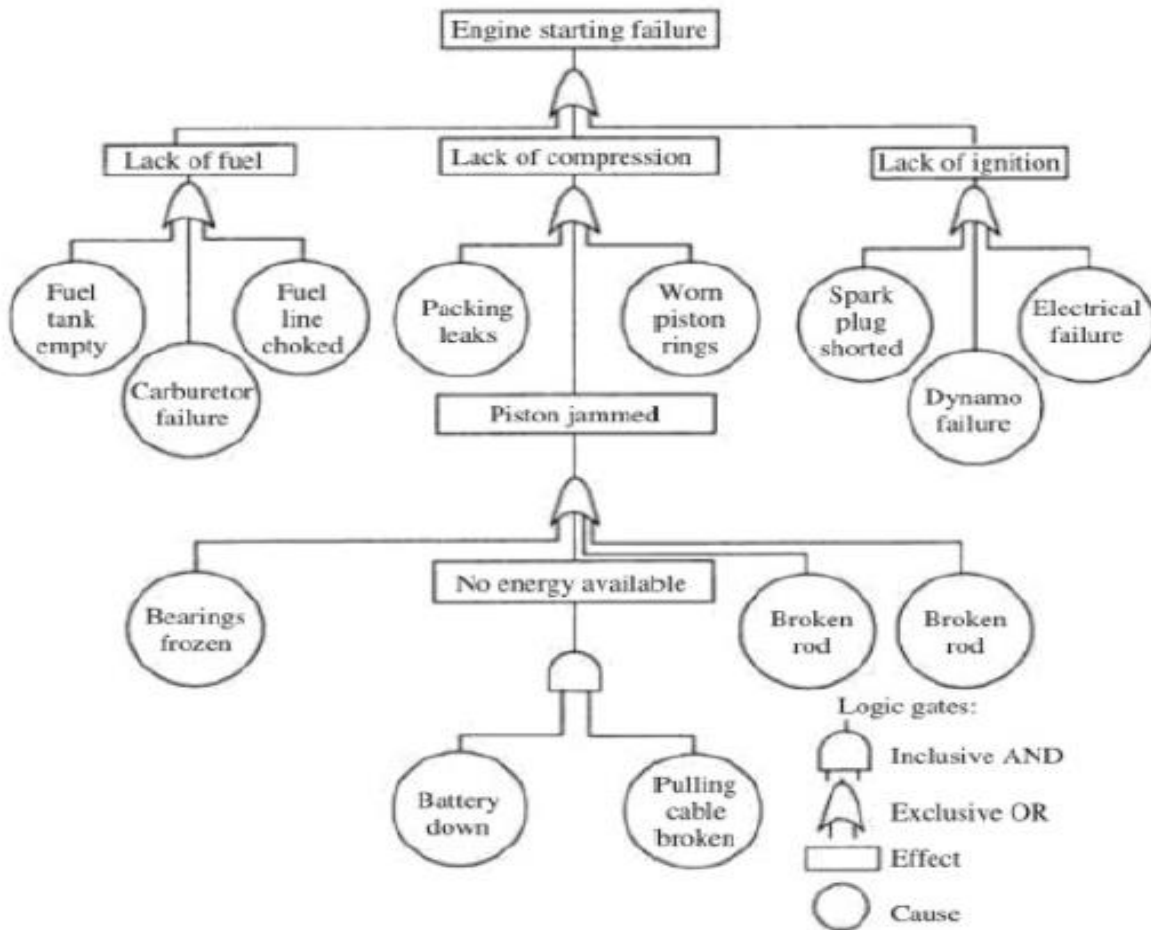 Engine starting failure
Lack of fuel
Lack of compression
Lack of ignition
Fuel
tank
empty
Carburetor
failure
Fuel
line
choked
Packing
leaks
Worn
piston
rings
Spark
plug
shorted
Dynamo
failure
Electrical
failure
Piston jammed
Bearings
frozen
No energy available
Broken
rod
Broken
rod
Battery
down
Pulling
cable
broken
Logic gates:
Inclusive AND
Exclusive OR
Effect
Cause